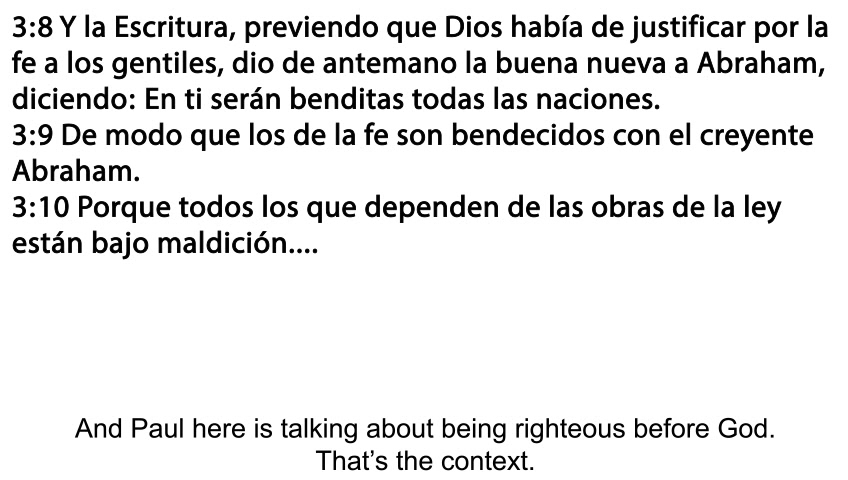 3:8 Y la Escritura, previendo que Dios había de justificar por la
fe a los gentiles, dio de antemano la buena nueva a Abraham,
diciendo: En ti serán benditas todas las naciones.
3:9 De modo que los de la fe son bendecidos con el creyente
Abraham.
3:10 Porque todos los que dependen de las obras de la ley
están bajo maldición....
And Paul here is talking about being righteous before God.
That’s the context.